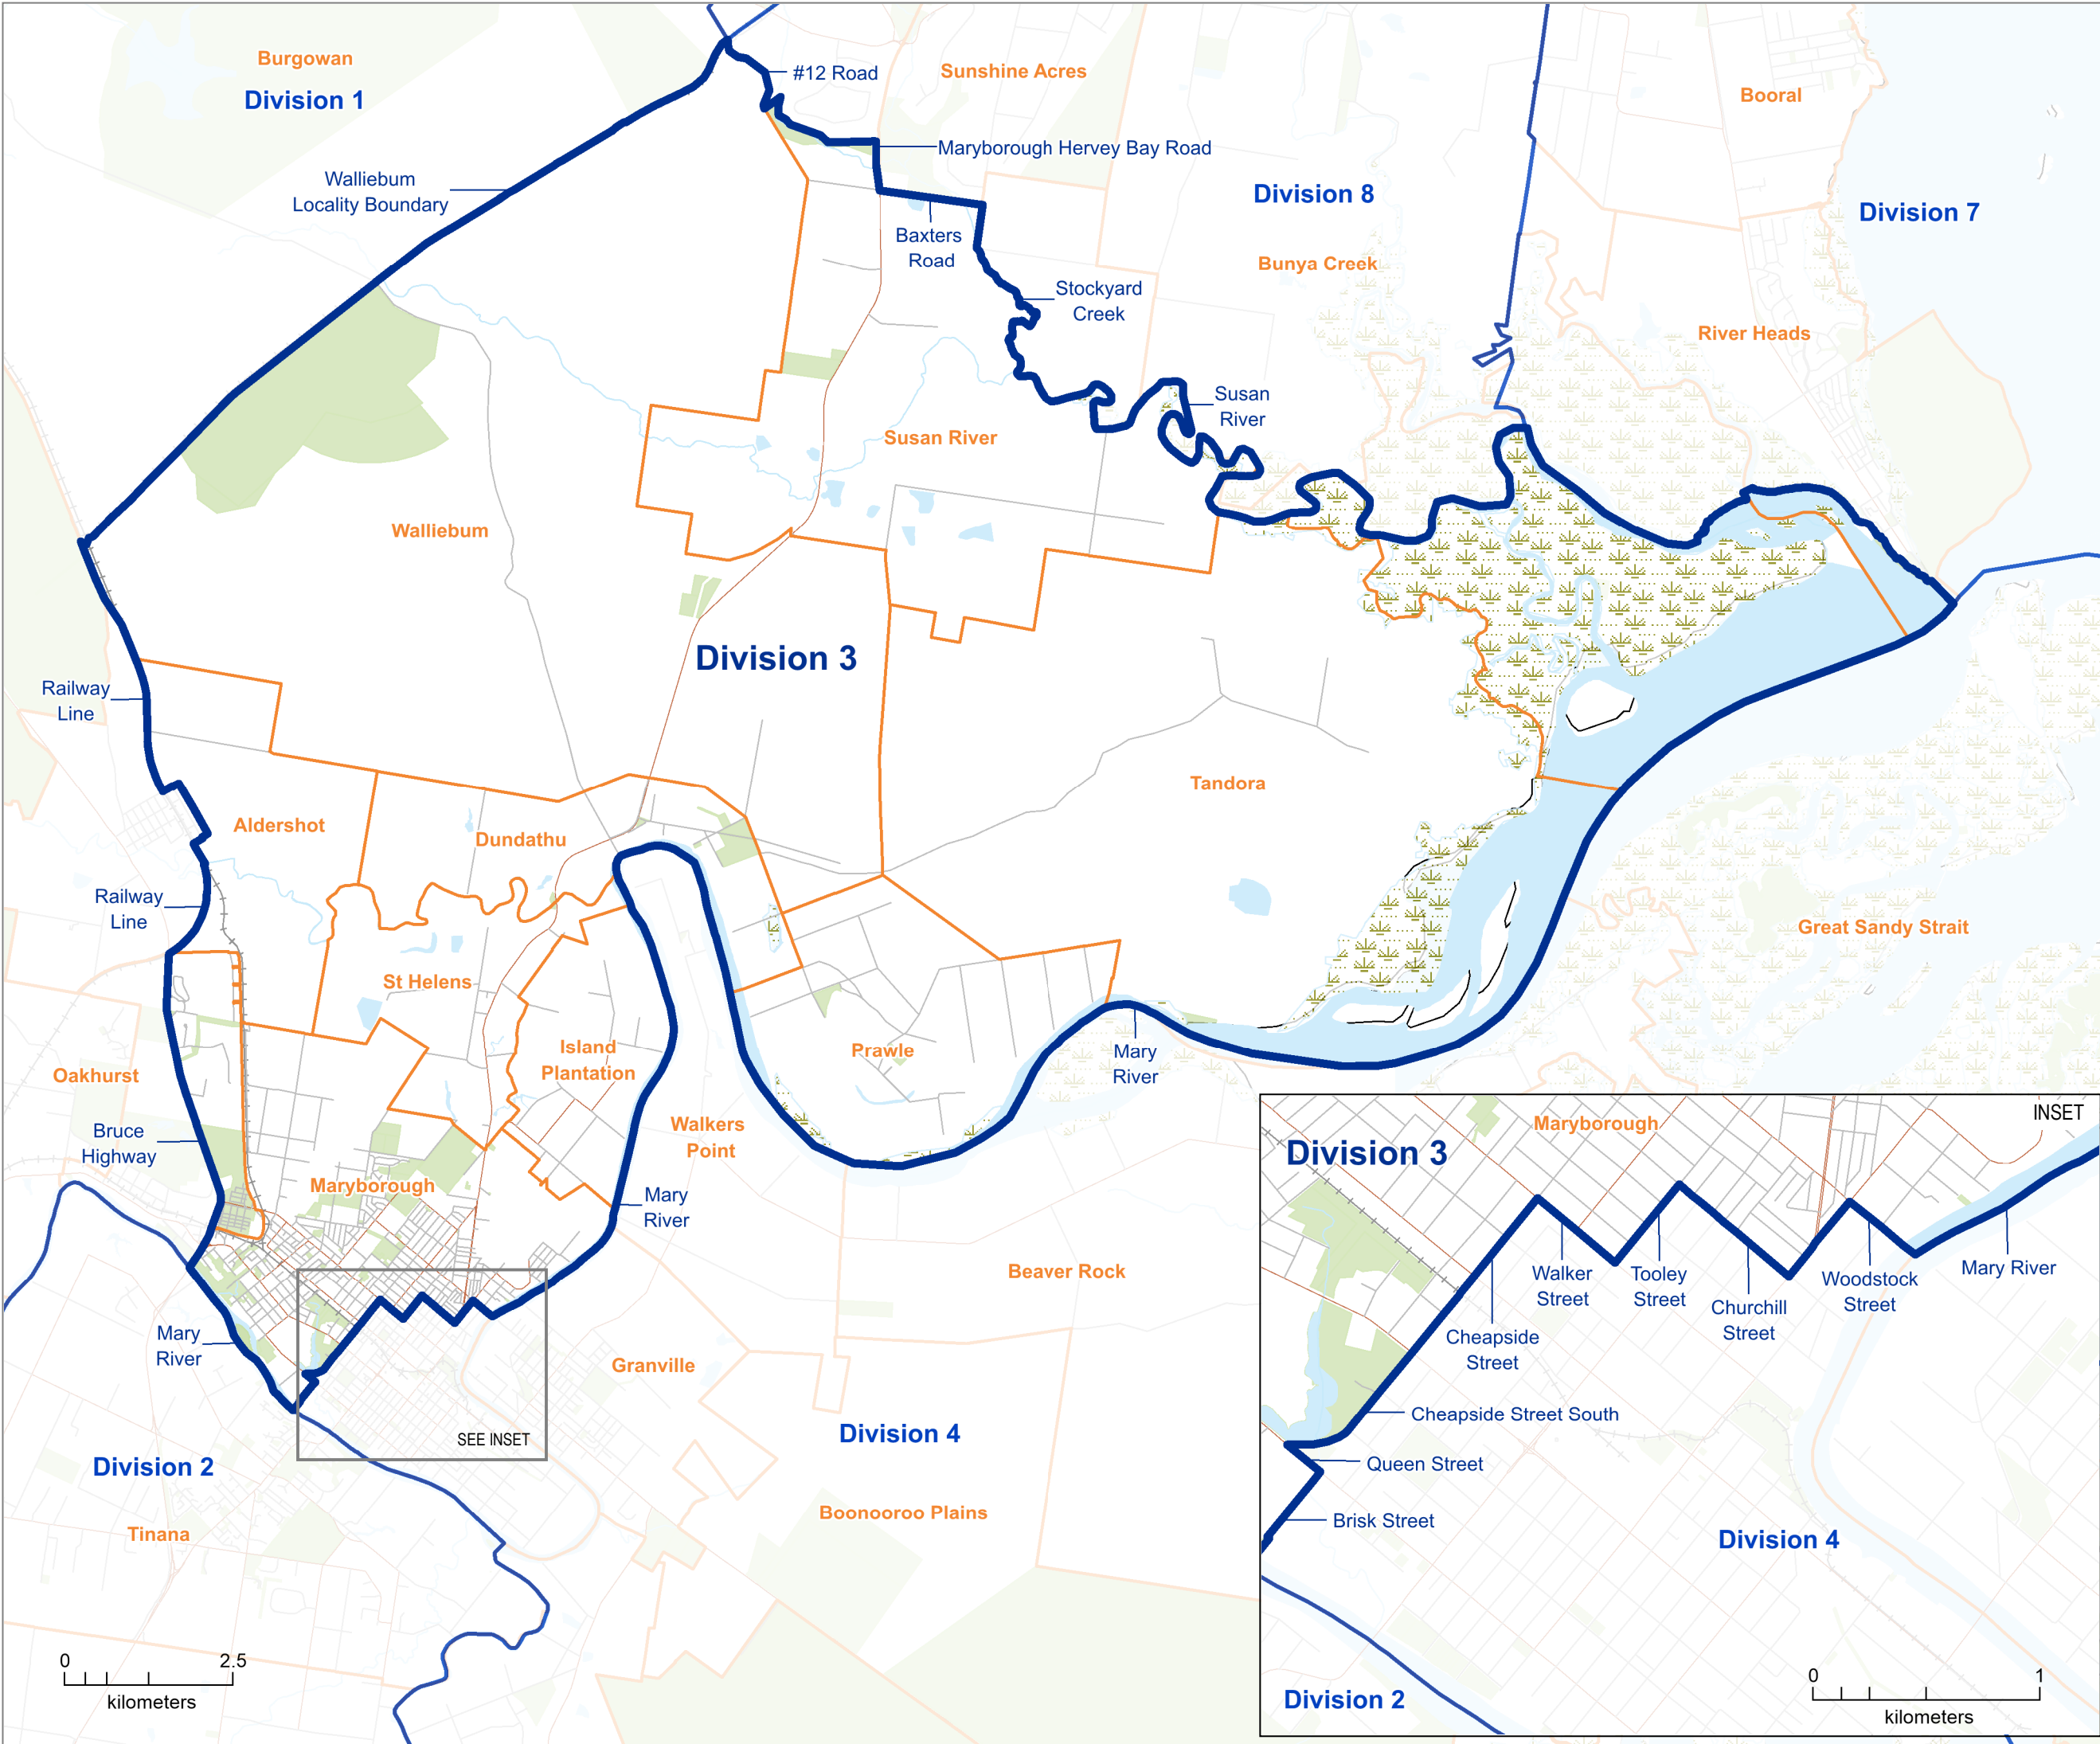 Burgowan
Division 1
#12 Road
Sunshine Acres
Booral
Maryborough Hervey Bay Road
Walliebum
Locality Boundary
Division 8
Division 7
Baxters
Road
Bunya Creek
Stockyard
Creek
River Heads
Susan
River
Susan River
Walliebum
Division 3
Railway
Line
Tandora
Aldershot
Dundathu
Railway
Line
Great Sandy Strait
St Helens
Island
Plantation
Prawle
Mary
River
Oakhurst
Walkers
Point
Bruce
Highway
Maryborough
Mary
River
Beaver Rock
Mary
River
Granville
SEE INSET
Division 4
Division 2
Boonooroo Plains
Tinana
0
2.5
kilometers
INSET
Maryborough
Division 3
Walker
Street
Tooley
Street
Churchill
Street
Woodstock
Street
Mary River
Cheapside
Street
Cheapside Street South
Queen Street
Brisk Street
Division 4
Division 2
0
1
kilometers